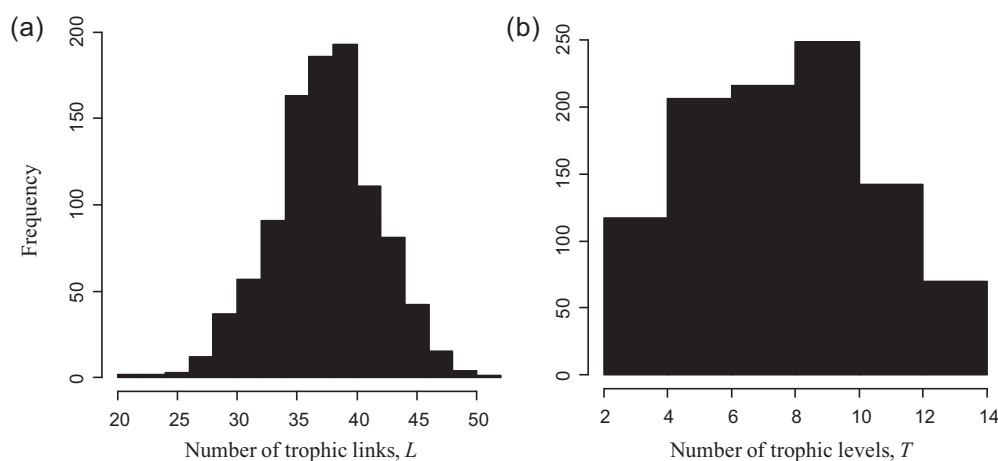 (a)
Frequency
200
150
100
50
0
20 25 30 35 40 45 50
Number of trophic links, L
(b)
250
200
150
100
50
0
2 4 6 8 10 12 14
Number of trophic levels, T